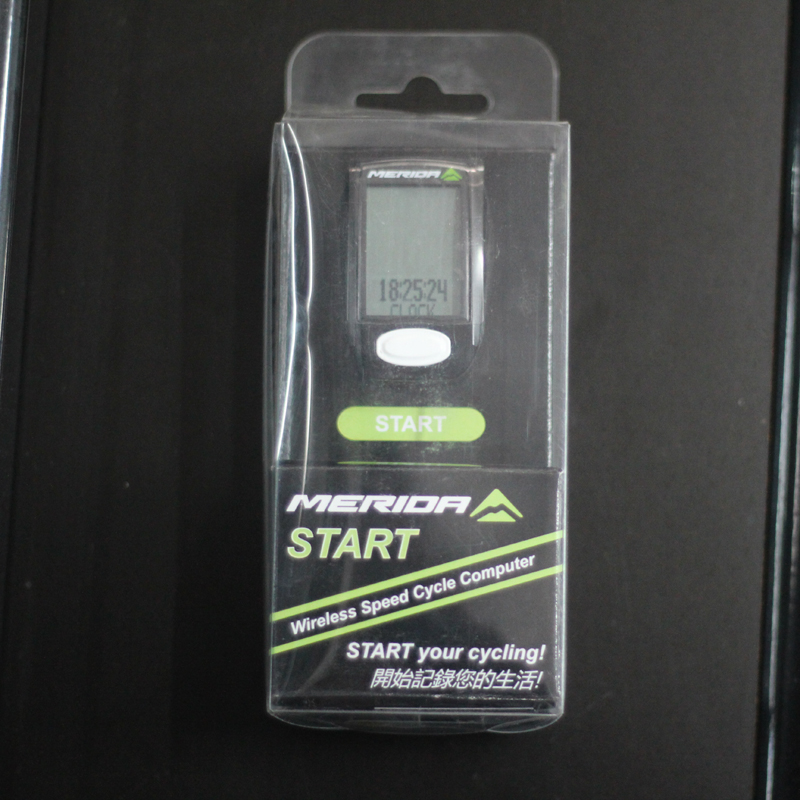 MERIDA
18:25:24
CLOCK
START
MERIDA
START
Wireless Speed Cycle Computer
START your cycling!
開始記錄您的生活!